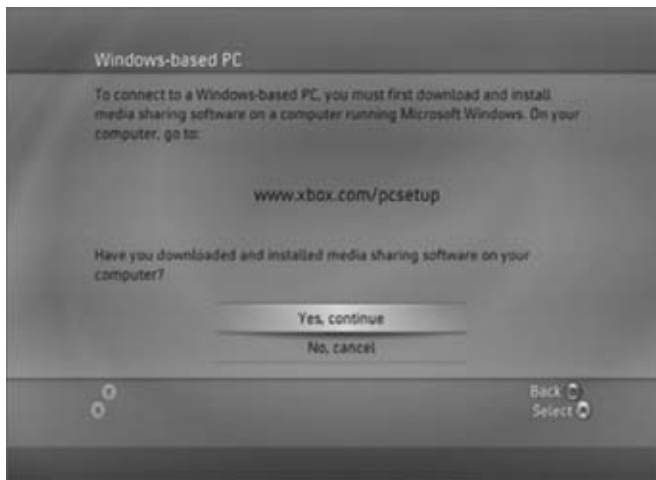 Windows-based PC
To connect to a Windows-based PC, you must first download and install
media sharing software on a computer running Microsoft Windows. On your
computer, go to:
www.xbox.com/pcsetup
Have you downloaded and installed media sharing software on your
computer?
Yes, continue
No, cancel
Back
Select